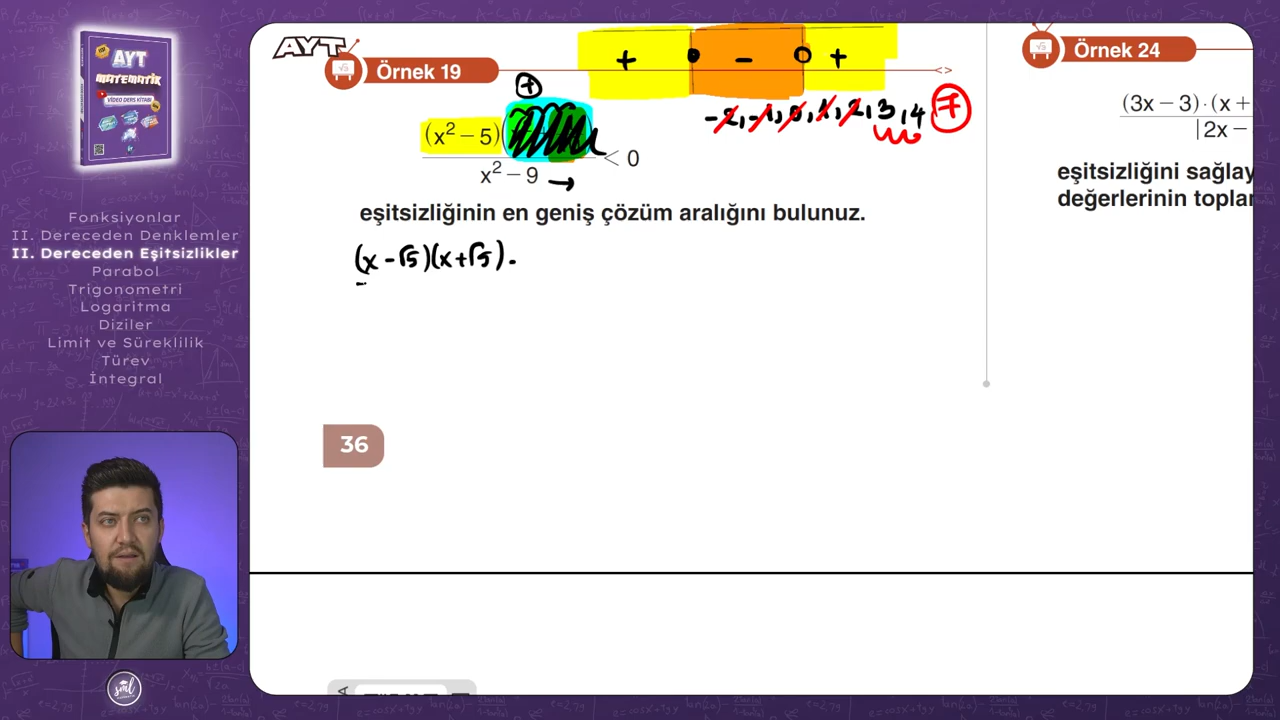 AYT
MATEMATİK
VİDEO DERS KİTABI
Fonksiyonlar
II. Dereceden Denklemler
II. Dereceden Eşitsizlikler
Parabol
Trigonometri
Logaritma
Diziler
Limit ve Süreklilik
Türev
İntegral
sml
AYT
Örnek 19
+ - +
-2, -1, 0, 1, 2, 3, 4 7
+
(x² – 5)
< 0
x² – 9 →
eşitsizliğinin en geniş çözüm aralığını bulunuz.
(x - √5)(x + √5).
36
Örnek 24
(3x – 3) · (x +
|2x –
eşitsizliğini sağlay
değerlerinin toplar